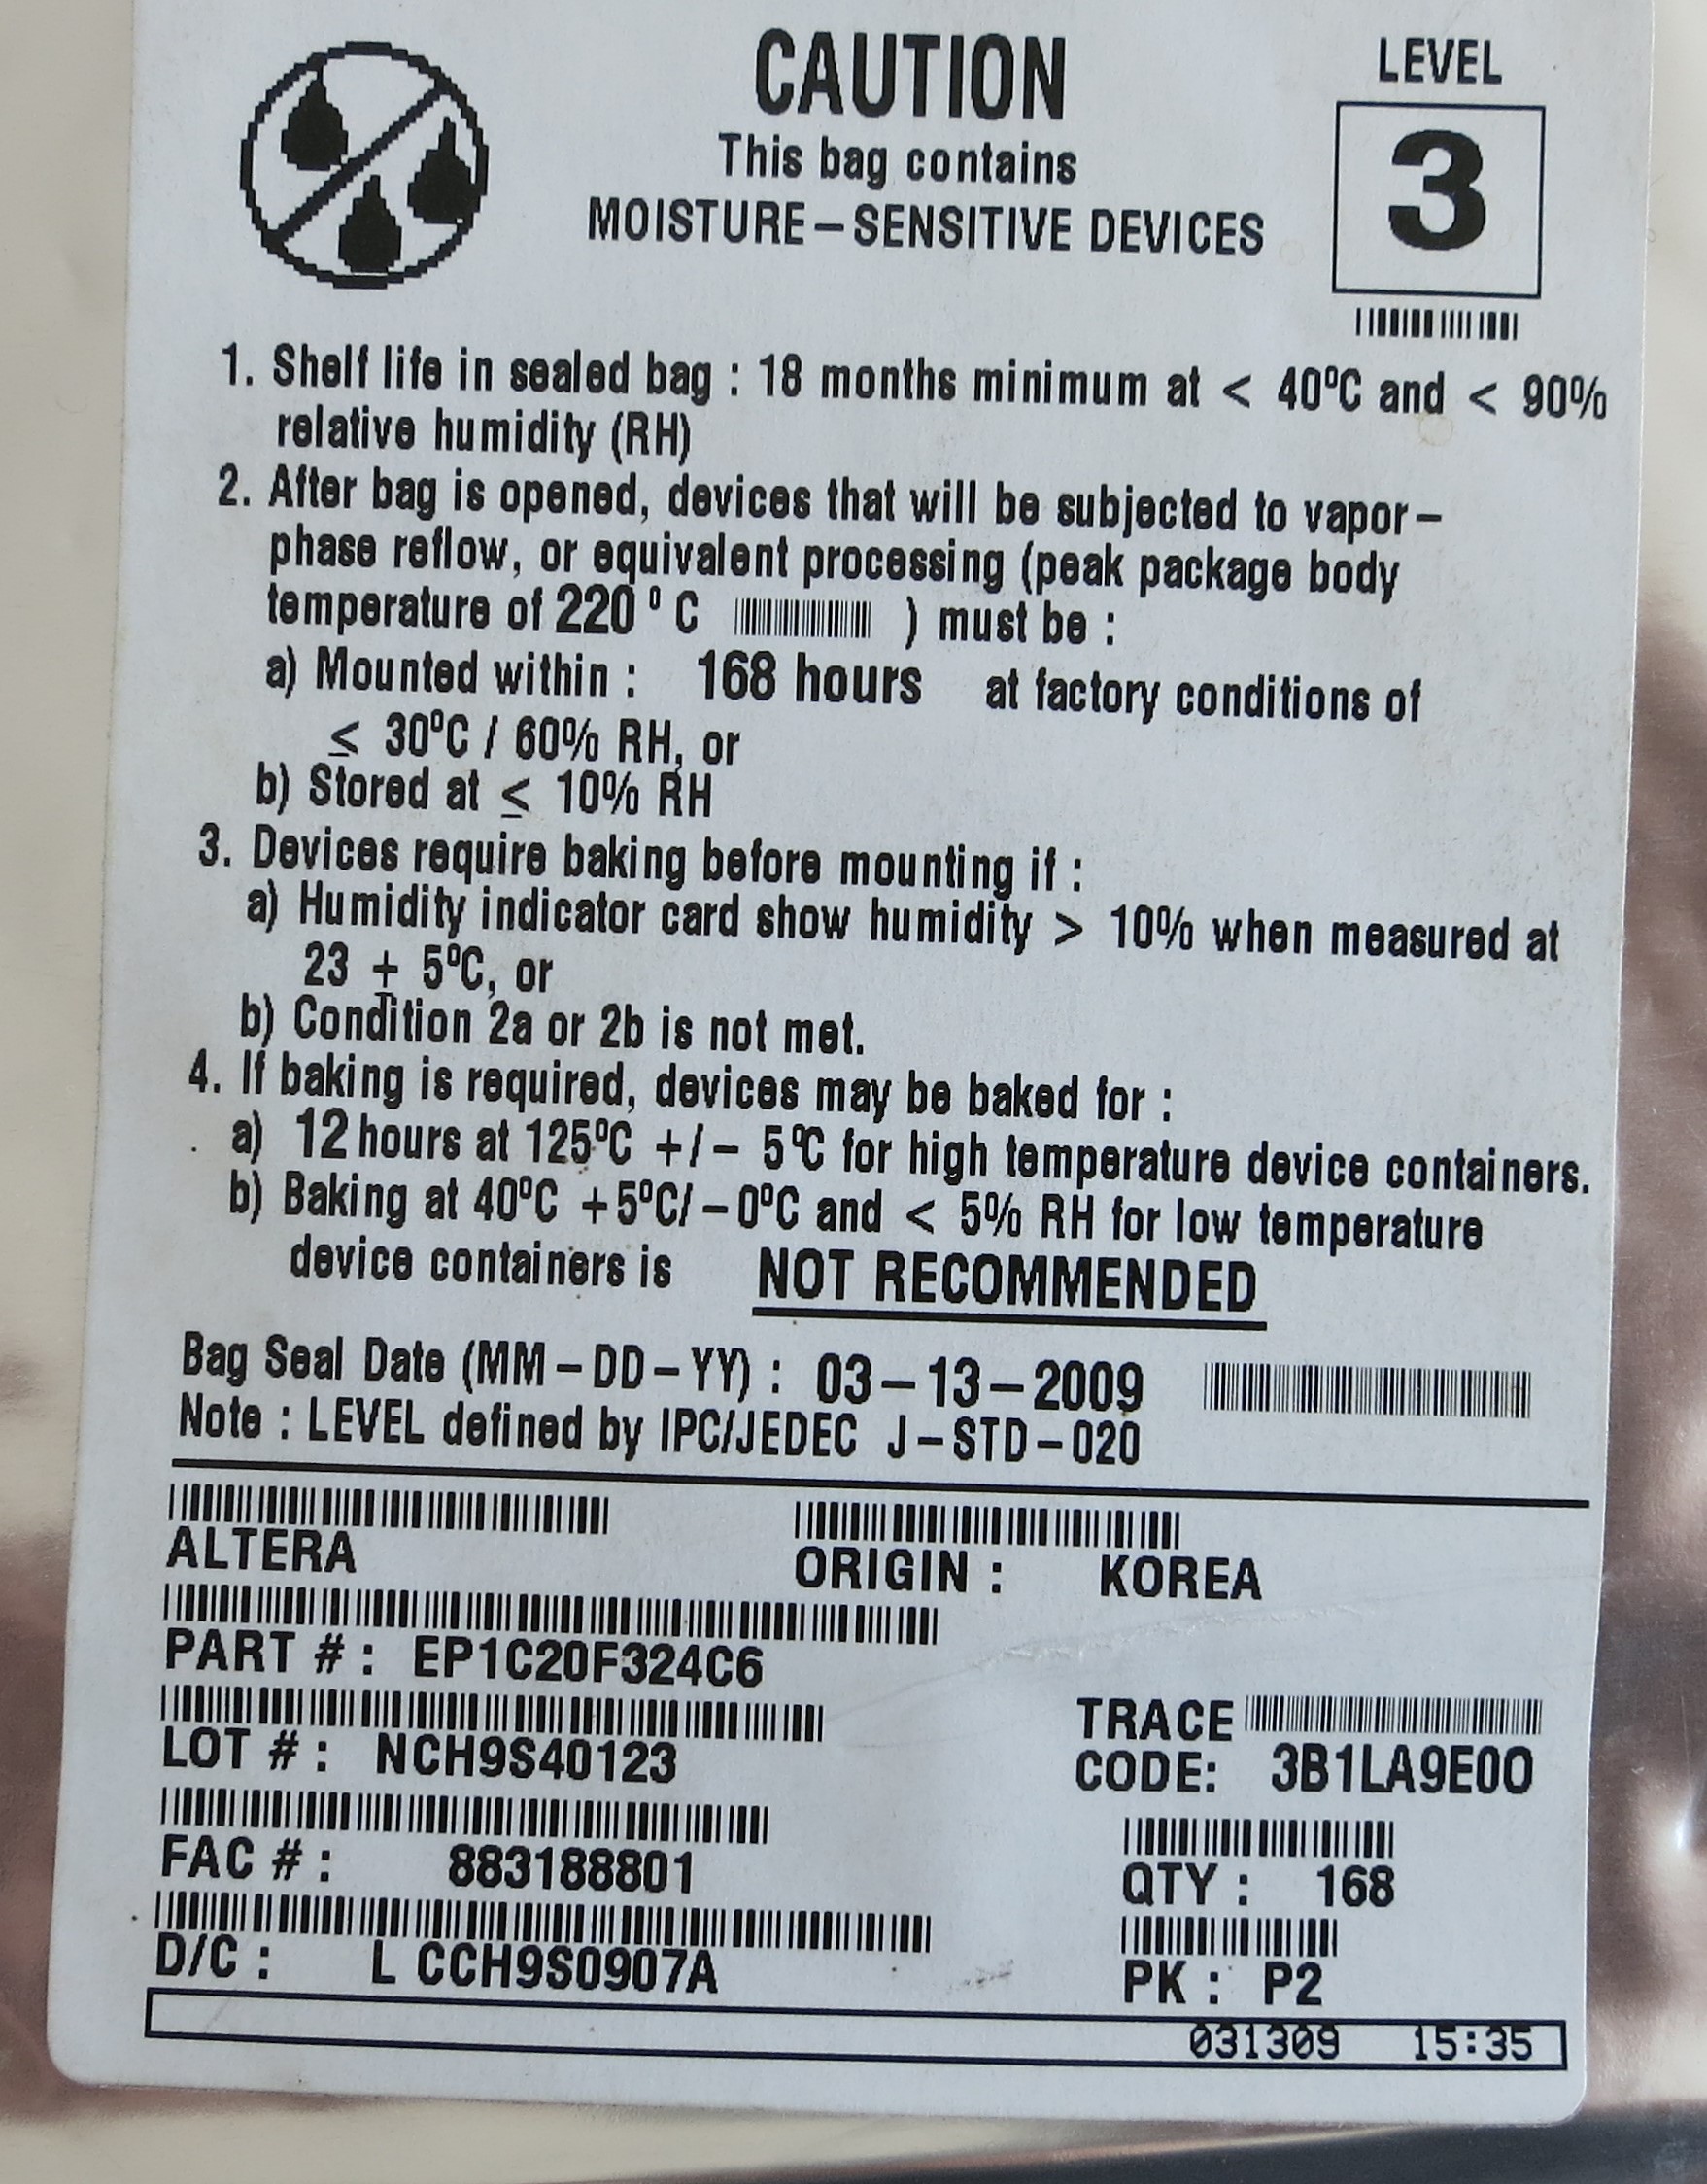 CAUTION
This bag contains
MOISTURE-SENSITIVE DEVICES
LEVEL
3
1. Shelf life in sealed bag : 18 months minimum at < 40°C and < 90%
relative humidity (RH)
2. After bag is opened, devices that will be subjected to vapor-
phase reflow, or equivalent processing (peak package body
temperature of 220 ° C ) must be :
a) Mounted within : 168 hours at factory conditions of
≤ 30°C / 60% RH, or
b) Stored at ≤ 10% RH
3. Devices require baking before mounting if :
a) Humidity indicator card show humidity > 10% when measured at
23 ± 5°C, or
b) Condition 2a or 2b is not met.
4. If baking is required, devices may be baked for :
a) 12 hours at 125°C +/- 5°C for high temperature device containers.
b) Baking at 40°C +5°C/-0°C and < 5% RH for low temperature
device containers is NOT RECOMMENDED
Bag Seal Date (MM-DD-YY) : 03-13-2009
Note : LEVEL defined by IPC/JEDEC J-STD-020
ALTERA
ORIGIN : KOREA
PART # : EP1C20F324C6
LOT # : NCH9S40123
TRACE
CODE: 3B1LA9E00
FAC # : 883188801
QTY : 168
D/C : L CCH9S0907A
PK : P2
031309 15:35